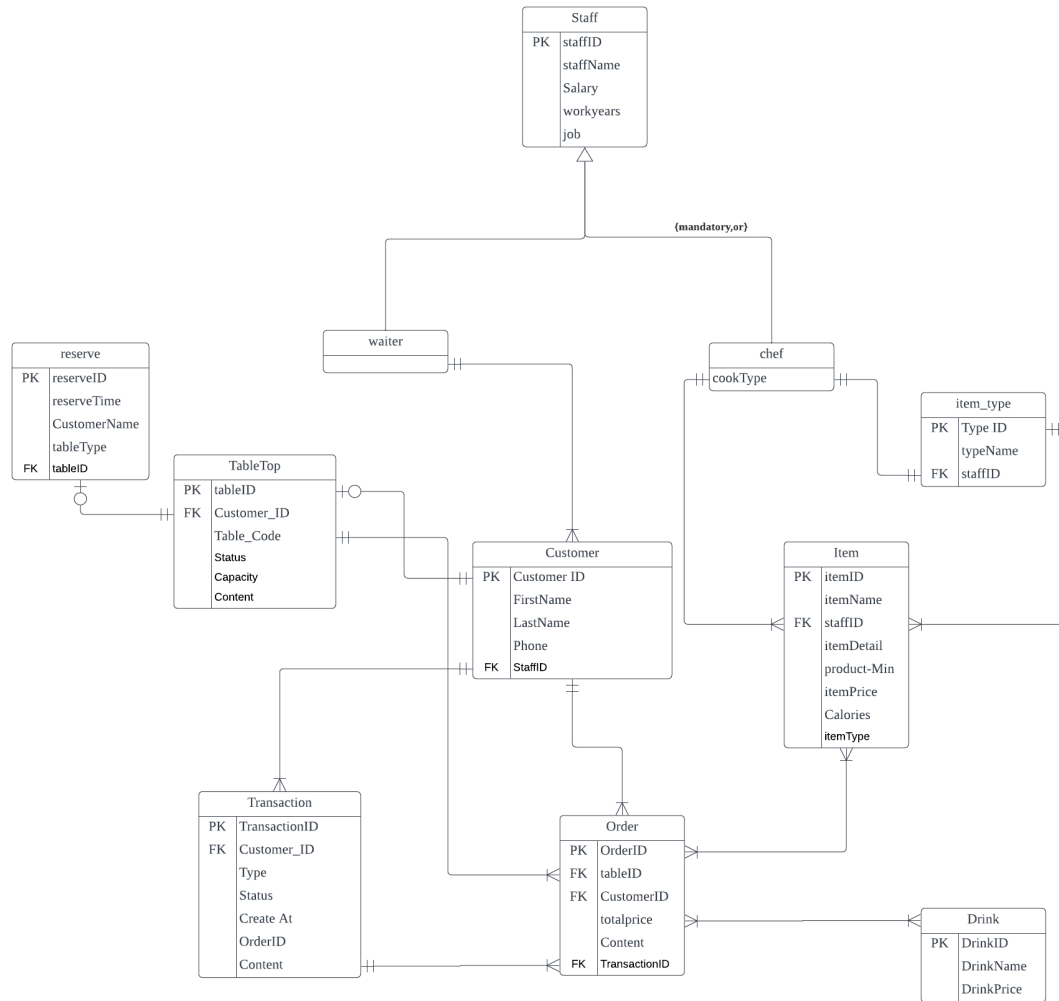 Staff
PK staffID
staffName
Salary
workyears
job
{mandatory,or}
waiter
chef
cookType
reserve
PK reserveID
reserveTime
CustomerName
tableType
FK tableID
item_type
PK Type ID
typeName
FK staffID
TableTop
PK tableID
FK Customer_ID
Table_Code
Status
Capacity
Content
Customer
PK Customer ID
FirstName
LastName
Phone
FK StaffID
Item
PK itemID
itemName
FK staffID
itemDetail
product-Min
itemPrice
Calories
itemType
Transaction
PK TransactionID
FK Customer_ID
Type
Status
Create At
OrderID
Content
Order
PK OrderID
FK tableID
FK CustomerID
totalprice
Content
FK TransactionID
Drink
PK DrinkID
DrinkName
DrinkPrice